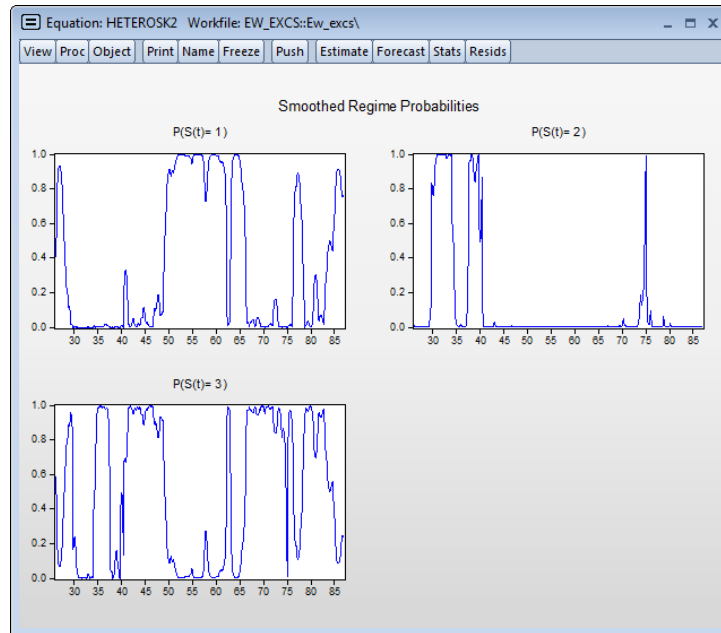 Equation: HETEROSK2 Workfile: EW_EXCS::Ew_excs\
View Proc Object Print Name Freeze Push Estimate Forecast Stats Resids
Smoothed Regime Probabilities
P(S(t)= 1)
1.0
0.8
0.6
0.4
0.2
0.0
30 35 40 45 50 55 60 65 70 75 80 85
P(S(t)= 2)
1.0
0.8
0.6
0.4
0.2
0.0
30 35 40 45 50 55 60 65 70 75 80 85
P(S(t)= 3)
1.0
0.8
0.6
0.4
0.2
0.0
30 35 40 45 50 55 60 65 70 75 80 85